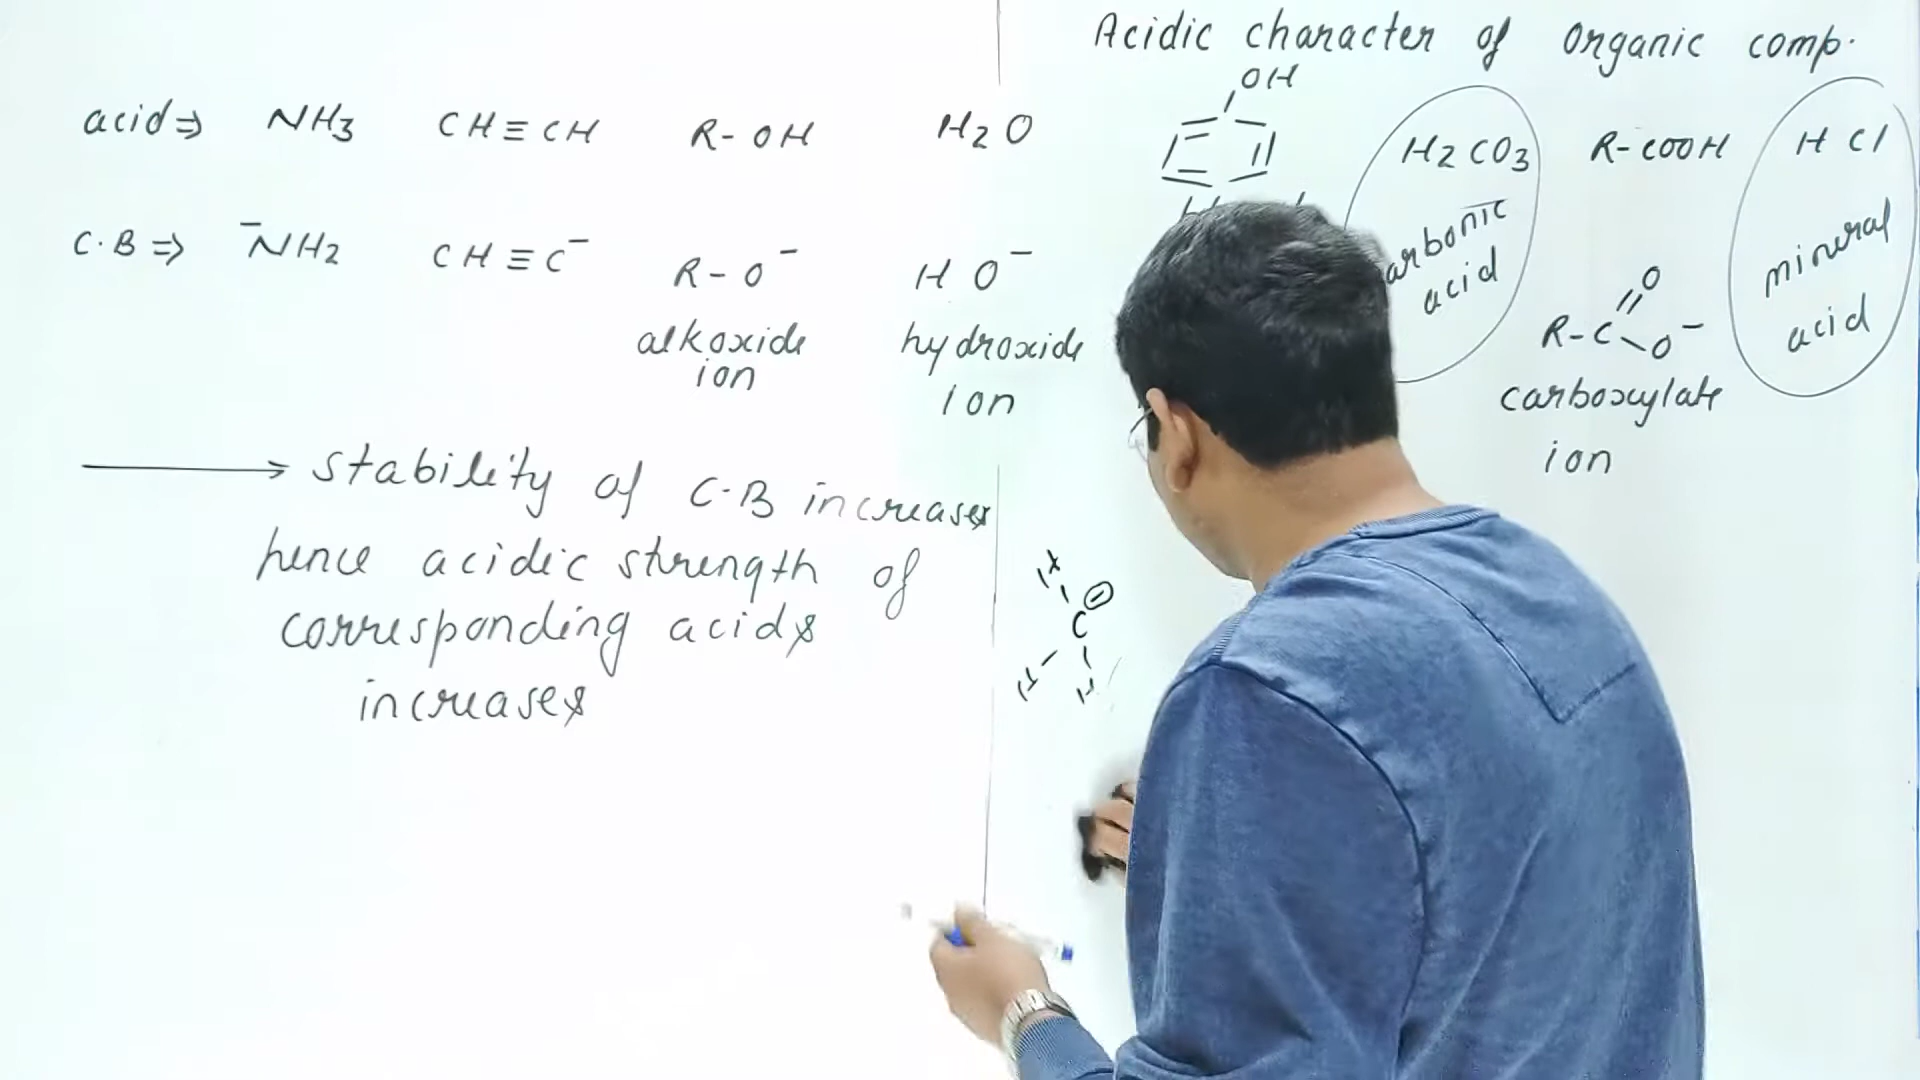 Acidic character of organic comp.
acid⇒ NH3 CH≡CH R-OH H2O OH H2CO3 R-COOH HCl
C.B⇒ ¯NH2 CH≡C¯ R-O¯ HO¯
alkoxide
ion
hydroxide
ion
acid
O
R-C-O¯
carboxylate
ion
mineral
acid
→ stability of C-B increases
hence acidic strength of
corresponding acids
increases
H
C⊖
H H